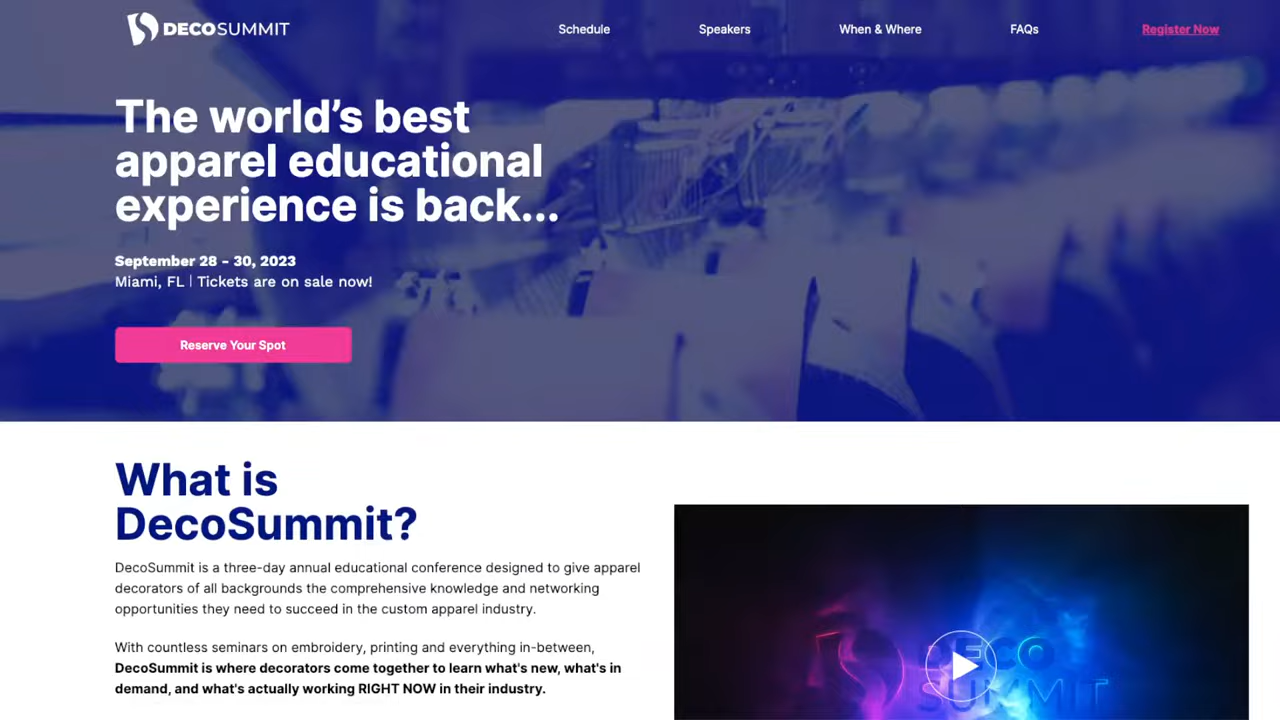 DECOSUMMIT
Schedule
Speakers
When & Where
FAQs
Register Now
The world’s best
apparel educational
experience is back...
September 28 - 30, 2023
Miami, FL | Tickets are on sale now!
Reserve Your Spot
What is
DecoSummit?
DecoSummit is a three-day annual educational conference designed to give apparel
decorators of all backgrounds the comprehensive knowledge and networking
opportunities they need to succeed in the custom apparel industry.
With countless seminars on embroidery, printing and everything in-between,
DecoSummit is where decorators come together to learn what's new, what's in
demand, and what's actually working RIGHT NOW in their industry.
DECO
SUMMIT